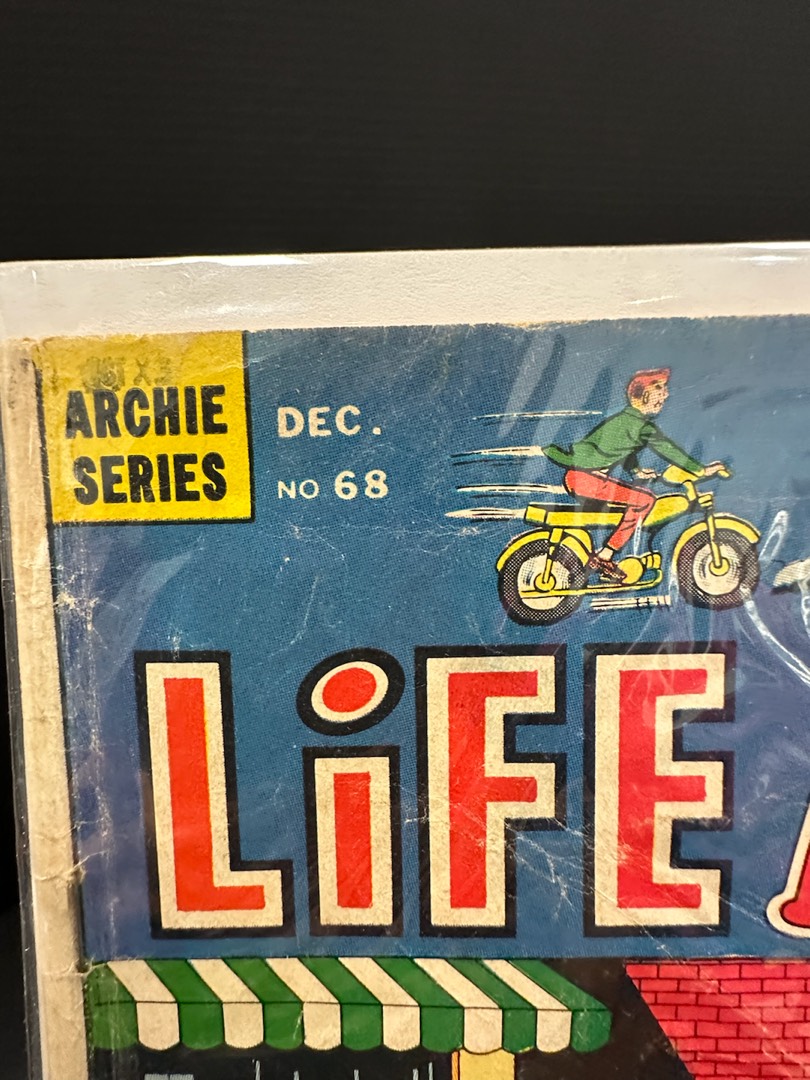 ARCHIE
SERIES
DEC.
NO 68
LiFE